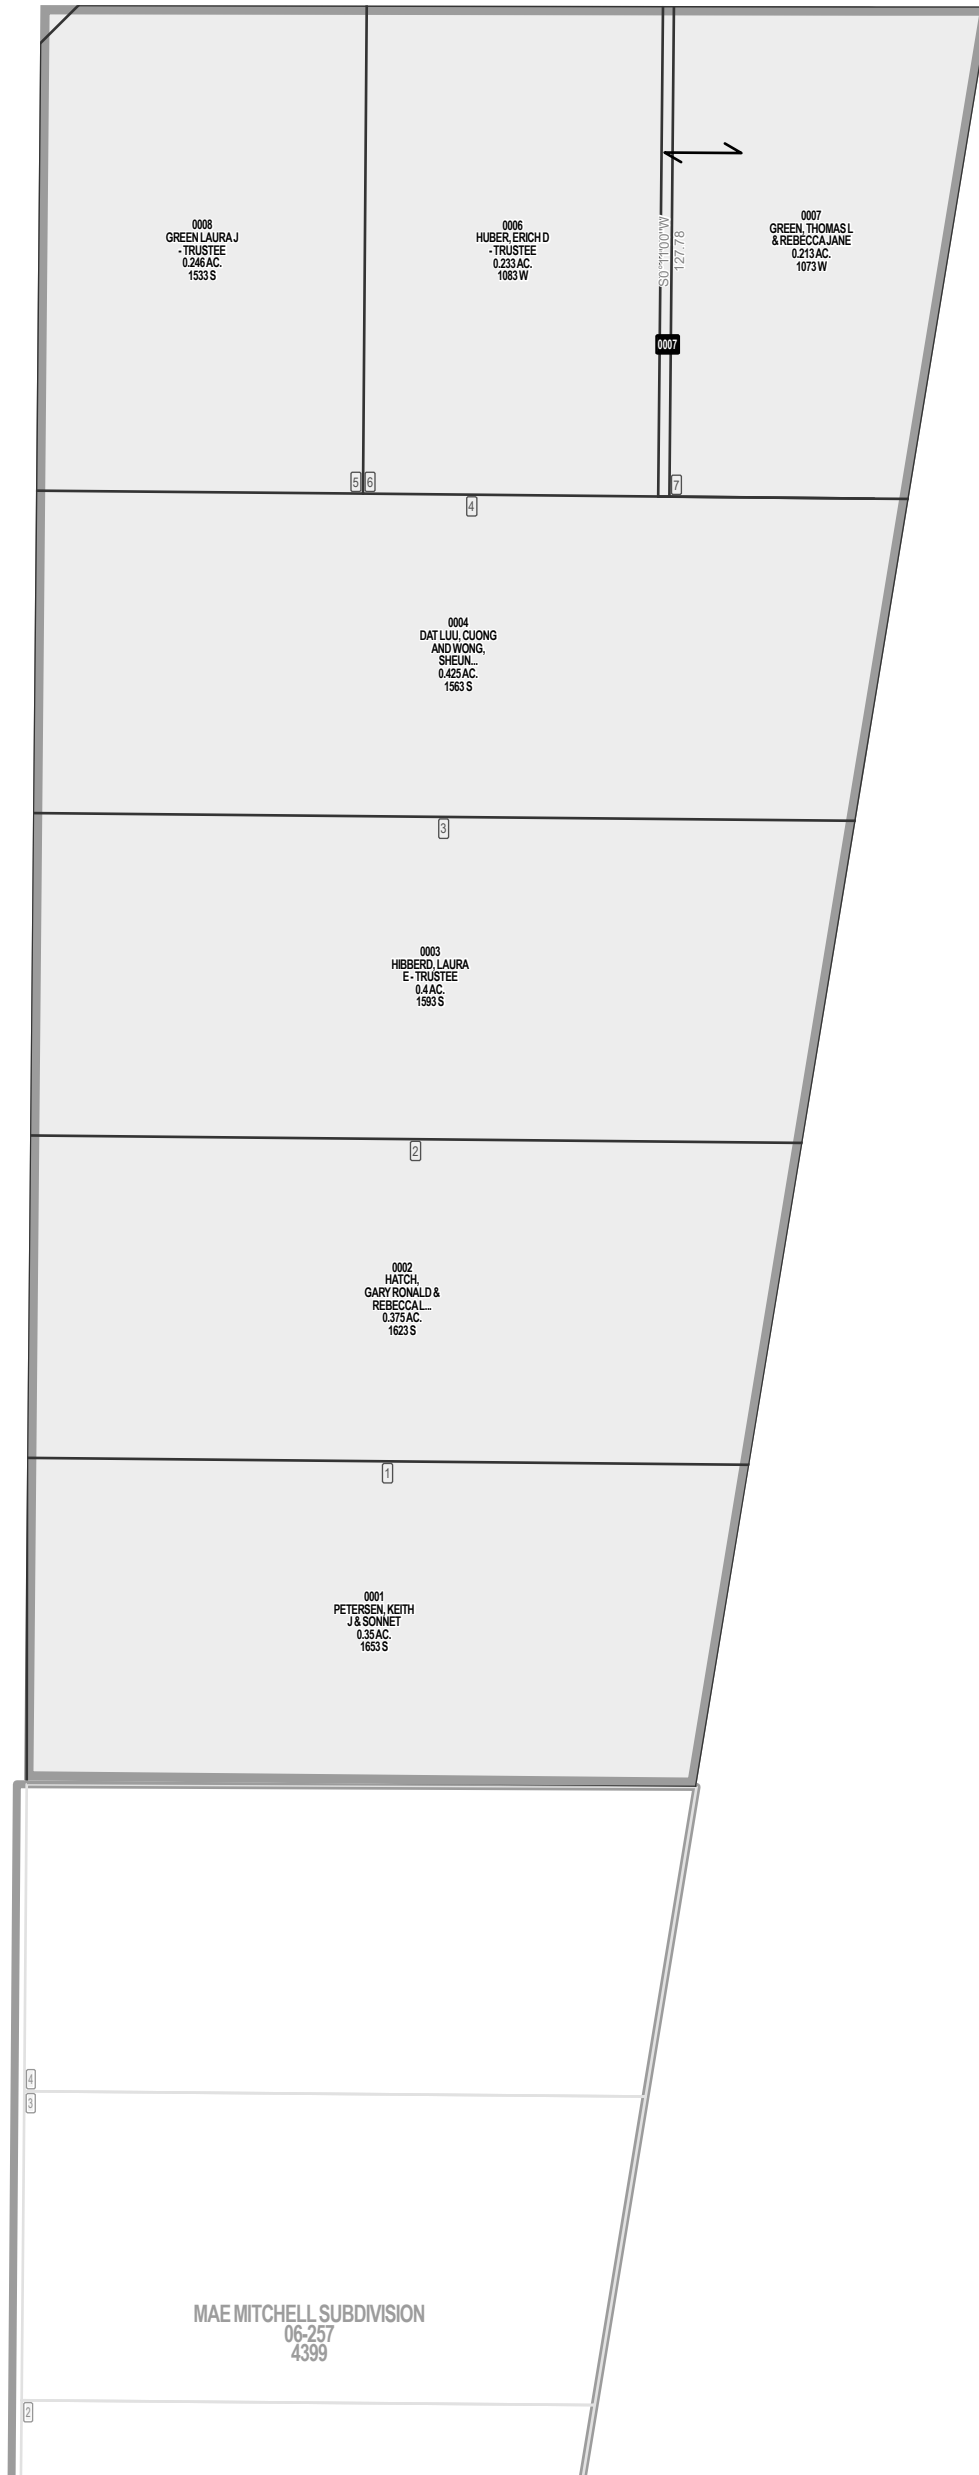 0008
GREEN LAURA J
- TRUSTEE
0.246 AC.
1533 S
0006
HUBER, ERICH D
- TRUSTEE
0.233 AC.
1083 W
S0°11'00"W
127.78
0007
GREEN, THOMAS L
& REBECCA JANE
0.213 AC.
1073 W
0007
5
6
7
4
0004
DAT LUU, CUONG
AND WONG,
SHEUN...
0.425 AC.
1563 S
3
0003
HIBBERD, LAURA
E - TRUSTEE
0.4 AC.
1593 S
2
0002
HATCH,
GARY RONALD &
REBECCA L...
0.375 AC.
1623 S
1
0001
PETERSEN, KEITH
J & SONNET
0.35 AC.
1653 S
4
3
MAE MITCHELL SUBDIVISION
06-257
4399
2